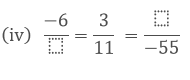 (iv) −6/⬚ = 3/11 = ⬚/−55